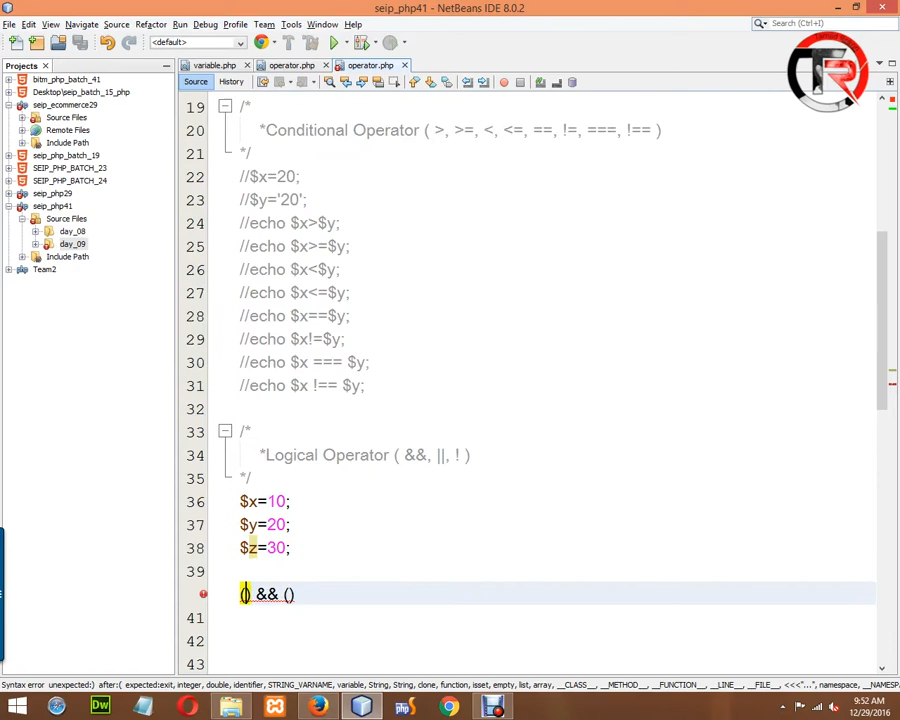 seip_php41 - NetBeans IDE 8.0.2
File Edit View Navigate Source Refactor Run Debug Profile Team Tools Window Help
Search (Ctrl+I)
<default>
TR
Projects
variable.php
operator.php
operator.php
Source
History
bitm_php_batch_41
Desktop\seip_batch_15_php
seip_ecommerce29
Source Files
Remote Files
Include Path
seip_php_batch_19
SEIP_PHP_BATCH_23
SEIP_PHP_BATCH_24
seip_php29
seip_php41
Source Files
day_08
day_09
Include Path
Team2
19 /*
20 *Conditional Operator ( >, >=, <, <=, ==, !=, ===, !== )
21 */
22 //$x=20;
23 //$y='20';
24 //echo $x>$y;
25 //echo $x>=$y;
26 //echo $x<$y;
27 //echo $x<=$y;
28 //echo $x==$y;
29 //echo $x!=$y;
30 //echo $x === $y;
31 //echo $x !== $y;
32
33 /*
34 *Logical Operator ( &&, ||, ! )
35 */
36 $x=10;
37 $y=20;
38 $z=30;
39
() && ()
41
42
43
Syntax error unexpected:) after:( expected:exit, integer, double, identifier, STRING_VARNAME, variable, String, String, clone, function, isset, empty, list, array, __CLASS__, __METHOD__, __FUNCTION__, __LINE__, __FILE__, <<<"...", namespace, __NAMESP
Dw
php
9:52 AM
12/29/2016